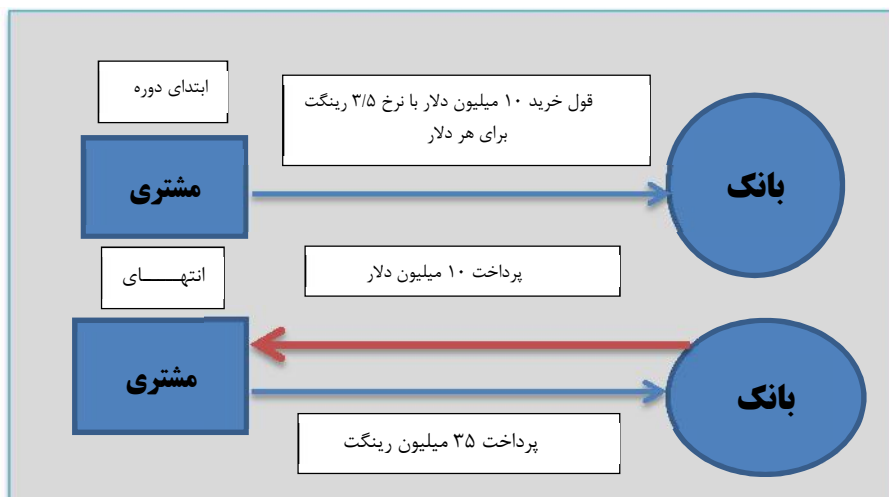 ابتدای دوره
قول خرید ۱۰ میلیون دلار با نرخ ۳/۵ رینگت
برای هر دلار
مشتری
بانک
انتهـــــای
پرداخت ۱۰ میلیون دلار
مشتری
بانک
پرداخت ۳۵ میلیون رینگت